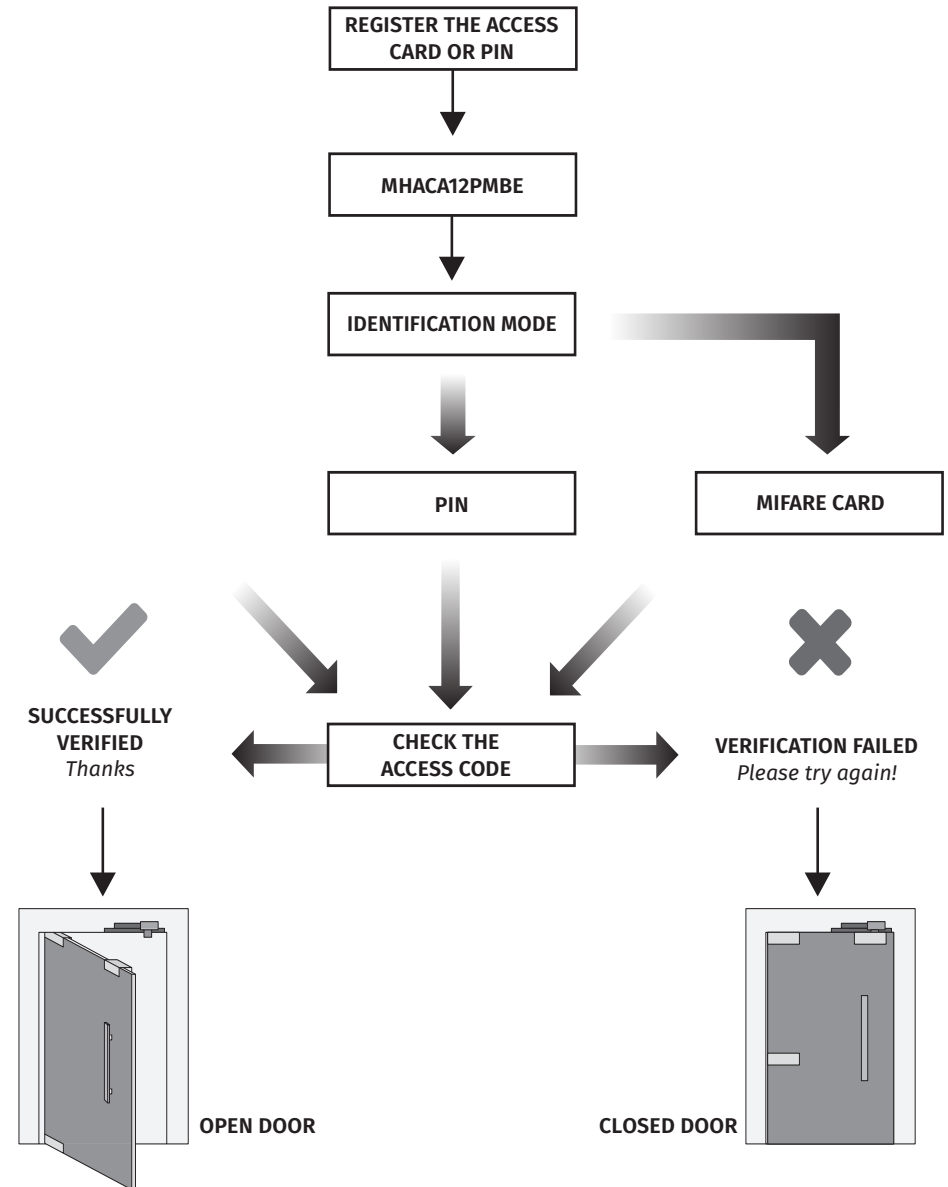 REGISTER THE ACCESS
CARD OR PIN
MHACA12PMBE
IDENTIFICATION MODE
PIN
MIFARE CARD
SUCCESSFULLY
VERIFIED
Thanks
CHECK THE
ACCESS CODE
VERIFICATION FAILED
Please try again!
OPEN DOOR
CLOSED DOOR